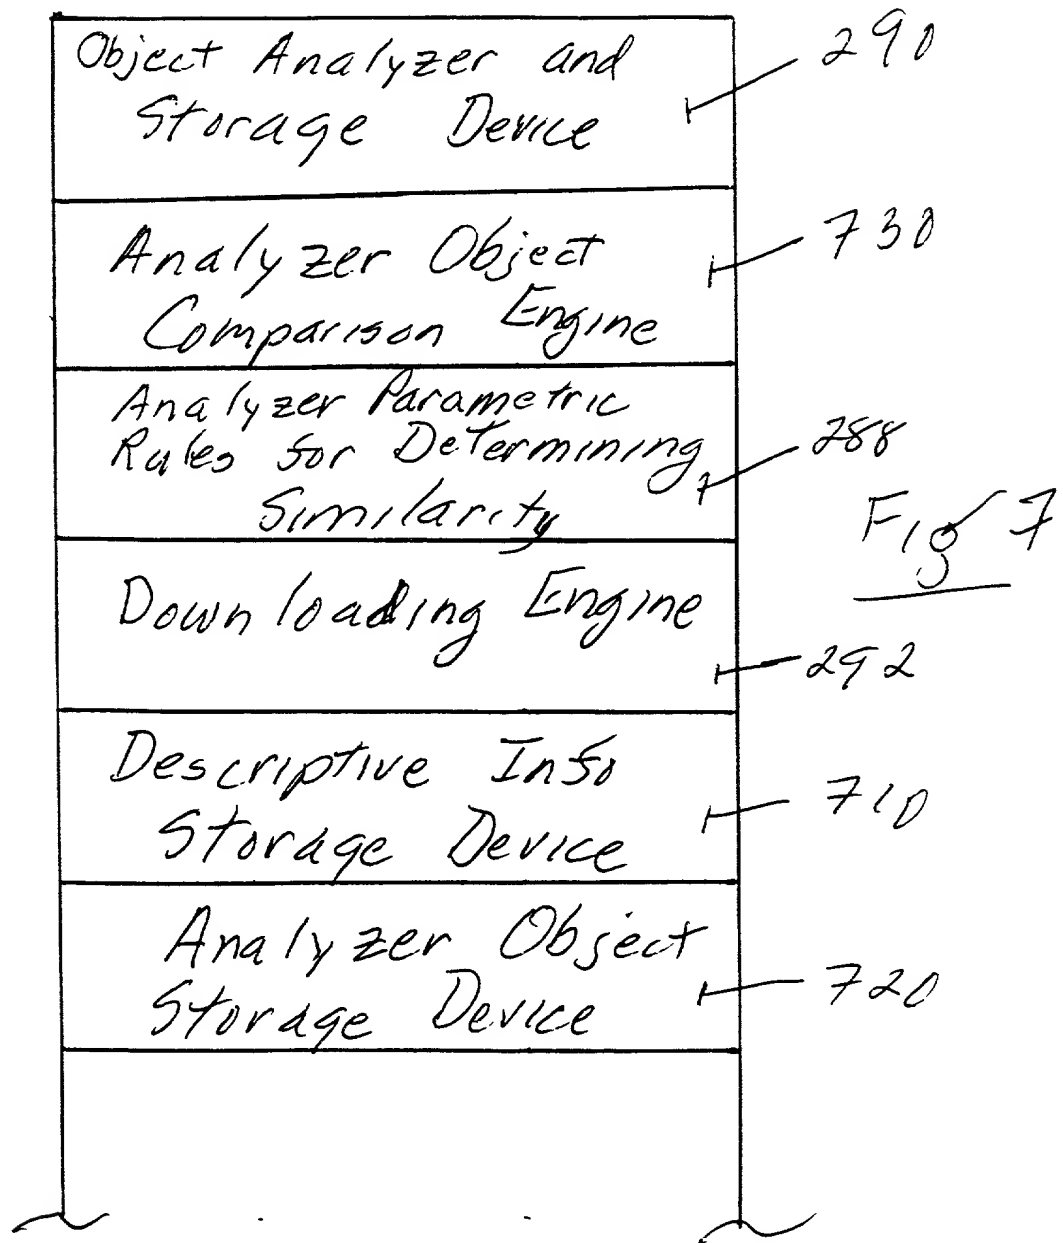 Object Analyzer and
Storage Device
290
Analyzer Object
Comparison Engine
730
Analyzer Parametric
Rules for Determining
Similarity
288
Fig 7
Downloading Engine
292
Descriptive Info
Storage Device
710
Analyzer Object
Storage Device
720